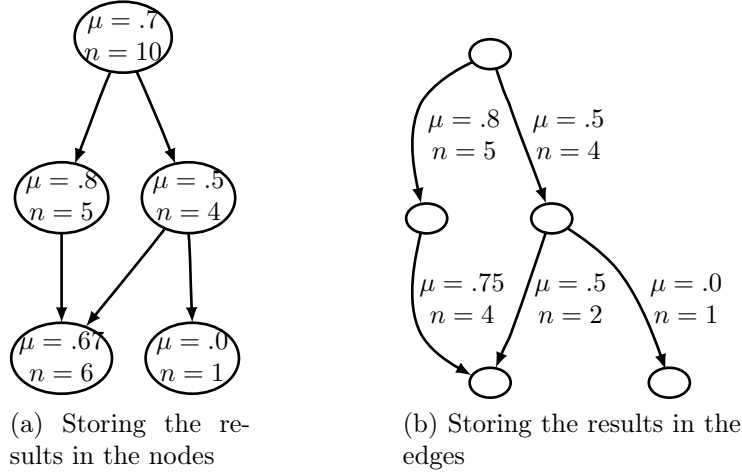 μ = .7
n = 10
μ = .8
n = 5
μ = .5
n = 4
μ = .67
n = 6
μ = .0
n = 1
(a) Storing the re-
sults in the nodes
μ = .8
n = 5
μ = .5
n = 4
μ = .75
n = 4
μ = .5
n = 2
μ = .0
n = 1
(b) Storing the results in the
edges